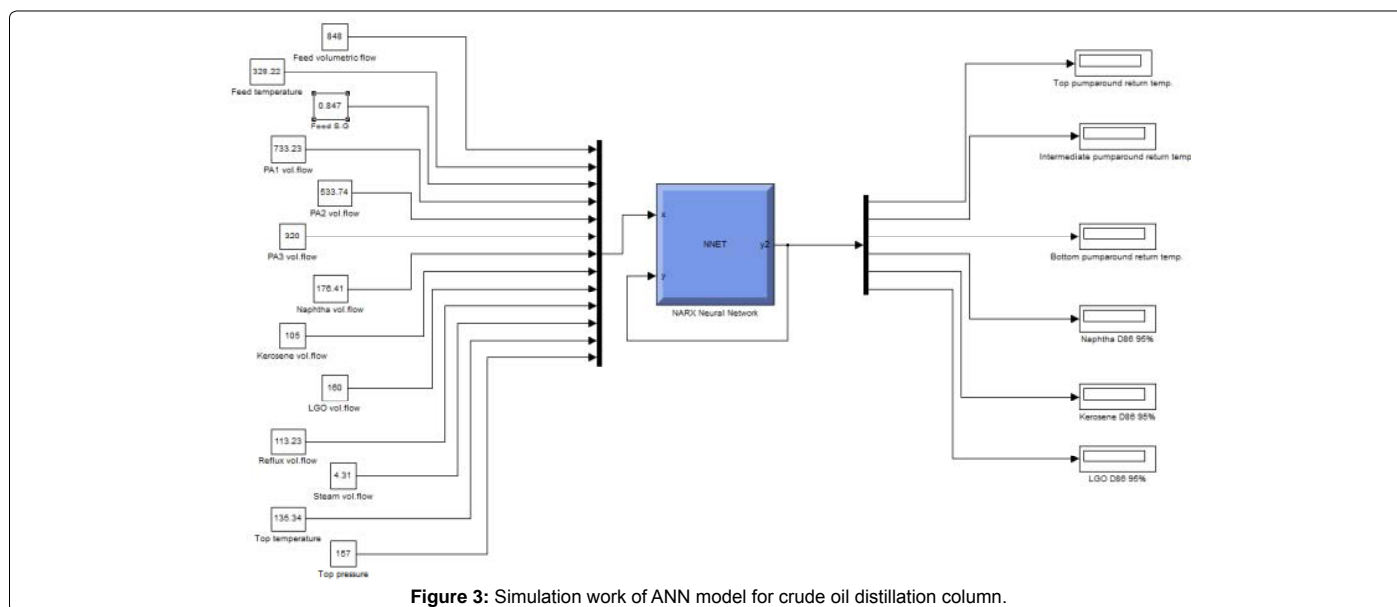 848
Feed volumetric flow
328.22
Feed temperature
0.847
Feed S.G
733.23
PA1 vol.flow
533.74
PA2 vol.flow
320
PA3 vol.flow
176.41
Naphtha vol.flow
105
Kerosene vol.flow
160
LGO vol.flow
113.23
Reflux vol.flow
4.31
Steam vol.flow
135.34
Top temperature
157
Top pressure
x
NNET
y2
y
NARX Neural Network
Top pumparound return temp.
Intermediate pumparound return temp
Bottom pumparound return temp.
Naphtha D86 95%
Kerosene D86 95%
LGO D86 95%
Figure 3: Simulation work of ANN model for crude oil distillation column.